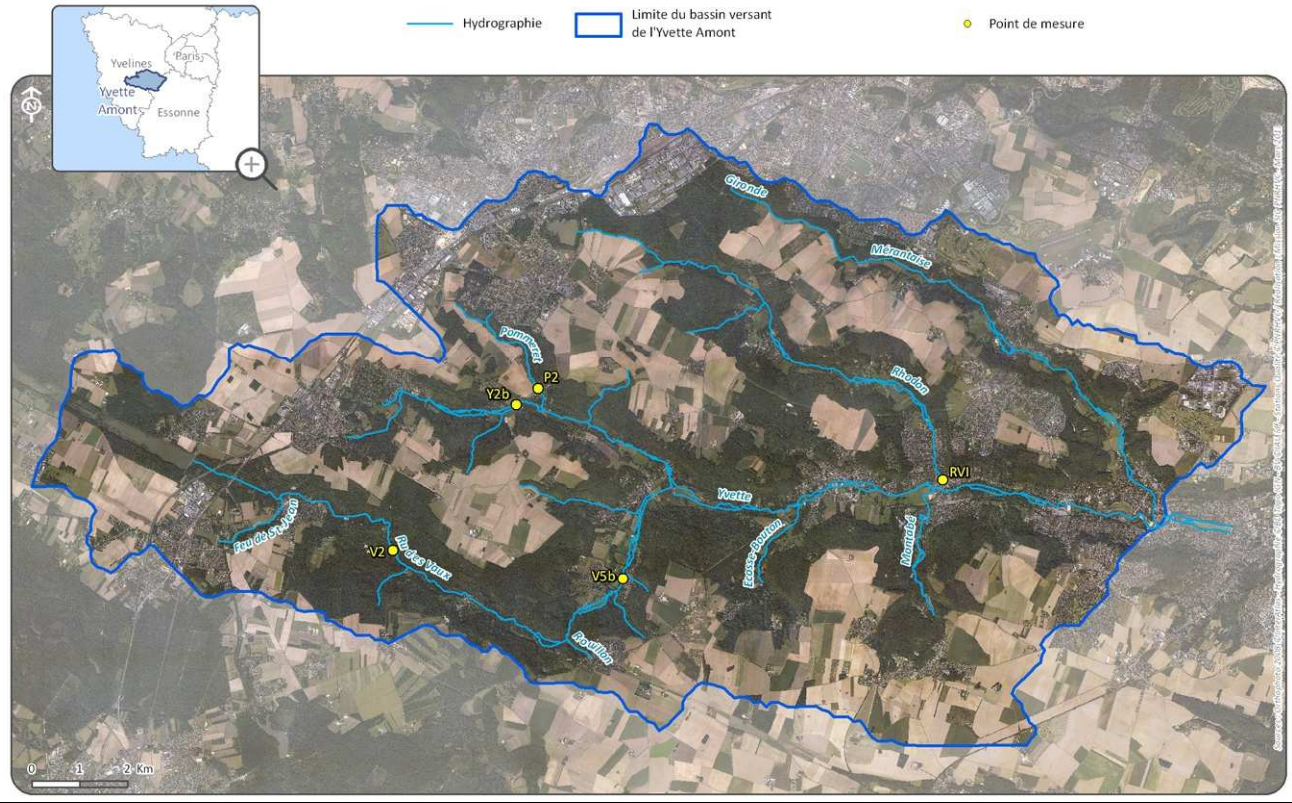 Hydrographie
Limite du bassin versant
de l'Yvette Amont
Point de mesure
Yvelines
Paris
Yvette
Amont
Essonne
N
Gironde
Mérantaise
Pommeret
P2
Y2b
Rhodon
RVI
Yvette
Feu de St-Jean
V2
Ru des Vaux
V5b
Ecosse-Bouton
Montabé
Rouillon
0 1 2 Km